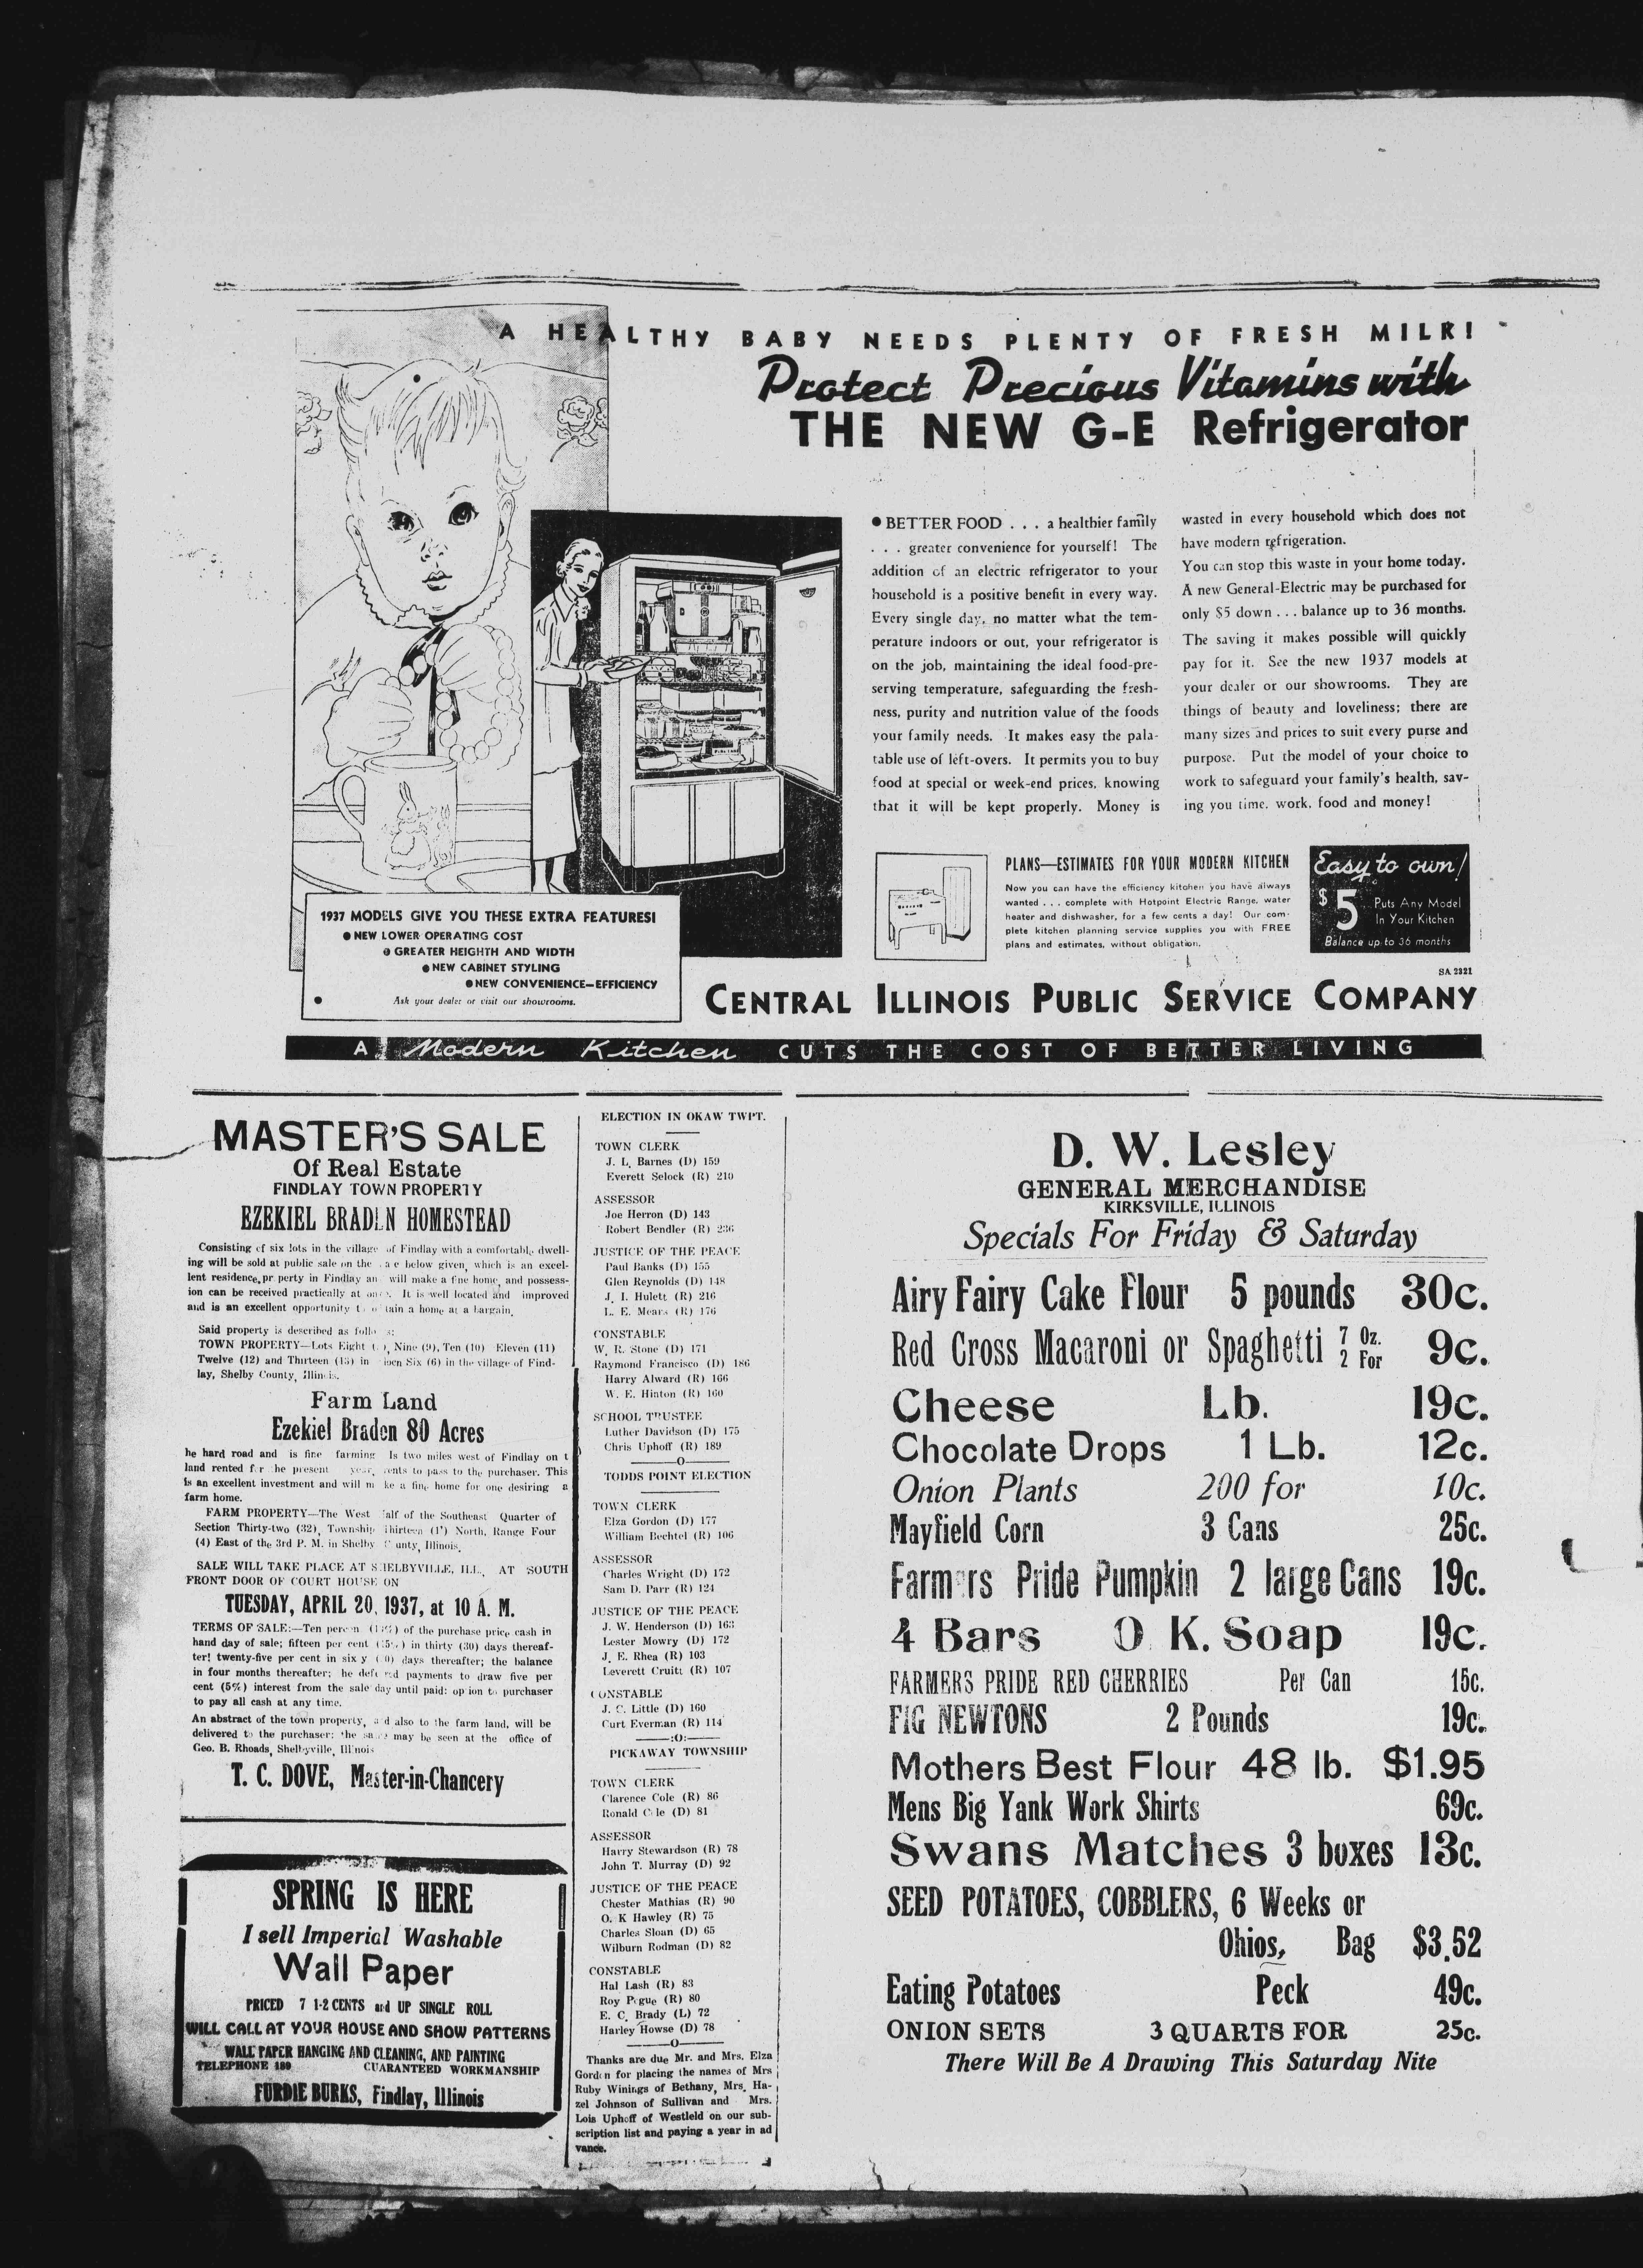 A HEALTHY BABY NEEDS PLENTY OF FRESH MILK!
Protect Precious Vitamins with
THE NEW G-E Refrigerator
● BETTER FOOD . . . a healthier family
. . . greater convenience for yourself! The
addition of an electric refrigerator to your
household is a positive benefit in every way.
Every single day, no matter what the tem-
perature indoors or out, your refrigerator is
on the job, maintaining the ideal food-pre-
serving temperature, safeguarding the fresh-
ness, purity and nutrition value of the foods
your family needs. It makes easy the pala-
table use of left-overs. It permits you to buy
food at special or week-end prices, knowing
that it will be kept properly. Money is
wasted in every household which does not
have modern refrigeration.
You can stop this waste in your home today.
A new General-Electric may be purchased for
only $5 down . . . balance up to 36 months.
The saving it makes possible will quickly
pay for it. See the new 1937 models at
your dealer or our showrooms. They are
things of beauty and loveliness; there are
many sizes and prices to suit every purse and
purpose. Put the model of your choice to
work to safeguard your family's health, sav-
ing you time, work, food and money!
PLANS—ESTIMATES FOR YOUR MODERN KITCHEN
Now you can have the efficiency kitchen you have always
wanted . . . complete with Hotpoint Electric Range, water
heater and dishwasher, for a few cents a day! Our com-
plete kitchen planning service supplies you with FREE
plans and estimates, without obligation.
Easy to own!
$5 Puts Any Model
In Your Kitchen
Balance up to 36 months
SA 2321
1937 MODELS GIVE YOU THESE EXTRA FEATURES!
● NEW LOWER OPERATING COST
● GREATER HEIGHTH AND WIDTH
● NEW CABINET STYLING
● NEW CONVENIENCE—EFFICIENCY
Ask your dealer or visit our showrooms.
CENTRAL ILLINOIS PUBLIC SERVICE COMPANY
A Modern Kitchen CUTS THE COST OF BETTER LIVING
MASTER'S SALE
Of Real Estate
FINDLAY TOWN PROPERTY
EZEKIEL BRADEN HOMESTEAD
Consisting of six lots in the village of Findlay with a comfortable dwell-
ing will be sold at public sale on the below given, which is an excel-
lent residence property in Findlay an will make a fine home, and possess-
ion can be received practically at once. It is well located and improved
and is an excellent opportunity to tain a home at a bargain.
Said property is described as follo s:
TOWN PROPERTY—Lots Eight Nine (9), Ten (10) Eleven (11)
Twelve (12) and Thirteen (13) in Six (6) in the village of Find-
lay, Shelby County, Illinois.
Farm Land
Ezekiel Braden 80 Acres
he hard road and is fine farming Is two miles west of Findlay on t
land rented for he present year, rents to pass to the purchaser. This
is an excellent investment and will m ke a fine home for one desiring a
farm home.
FARM PROPERTY—The West alf of the Southeast Quarter of
Section Thirty-two (32), Township Thirteen North, Range Four
(4) East of the 3rd P. M. in Shelby unty, Illinois.
SALE WILL TAKE PLACE AT SHELBYVILLE, ILL., AT SOUTH
FRONT DOOR OF COURT HOUSE ON
TUESDAY, APRIL 20, 1937, at 10 A. M.
TERMS OF SALE:—Ten percen of the purchase price cash in
hand day of sale; fifteen per cent in thirty (30) days thereaf-
ter! twenty-five per cent in six y days thereafter; the balance
in four months thereafter; he payments to draw five per
cent (5%) interest from the sale day until paid: op ion to purchaser
to pay all cash at any time.
An abstract of the town property, a d also to the farm land, will be
delivered to the purchaser: the may be seen at the office of
Geo. B. Rhoads, Shelbyville, Illinois
T. C. DOVE, Master-in-Chancery
SPRING IS HERE
I sell Imperial Washable
Wall Paper
PRICED 7 1-2 CENTS and UP SINGLE ROLL
WILL CALL AT YOUR HOUSE AND SHOW PATTERNS
WALL PAPER HANGING AND CLEANING, AND PAINTING
TELEPHONE 180 GUARANTEED WORKMANSHIP
FURDIE BURKS, Findlay, Illinois
ELECTION IN OKAW TWPT.
TOWN CLERK
J. L. Barnes (D) 159
Everett Selock (R) 210
ASSESSOR
Joe Herron (D) 143
Robert Bendler (R) 236
JUSTICE OF THE PEACE
Paul Banks (D) 155
Glen Reynolds (D) 148
J. I. Hulett (R) 216
L. E. Mears (R) 176
CONSTABLE
W. R. Stone (D) 171
Raymond Francisco (D) 186
Harry Alward (R) 166
W. E. Hinton (R) 160
SCHOOL TRUSTEE
Luther Davidson (D) 175
Chris Uphoff (R) 189
——O——
TODDS POINT ELECTION
TOWN CLERK
Elza Gordon (D) 177
William Bechtel (R) 106
ASSESSOR
Charles Wright (D) 172
Sam D. Parr (R) 124
JUSTICE OF THE PEACE
J. W. Henderson (D) 163
Lester Mowry (D) 172
J. E. Rhea (R) 103
Leverett Cruitt (R) 107
CONSTABLE
J. C. Little (D) 160
Curt Everman (R) 114
——:O:——
PICKAWAY TOWNSHIP
TOWN CLERK
Clarence Cole (R) 86
Ronald C le (D) 81
ASSESSOR
Harry Stewardson (R) 78
John T. Murray (D) 92
JUSTICE OF THE PEACE
Chester Mathias (R) 90
O. K Hawley (R) 75
Charles Sloan (D) 65
Wilburn Rodman (D) 82
CONSTABLE
Hal Lash (R) 83
Roy P gue (R) 80
E. C. Brady (L) 72
Harley Howse (D) 78
——O——
Thanks are due Mr. and Mrs. Elza
Gordon for placing the names of Mrs
Ruby Winings of Bethany, Mrs. Ha-
zel Johnson of Sullivan and Mrs.
Lois Uphoff of Westleld on our sub-
scription list and paying a year in ad
vance.
D. W. Lesley
GENERAL MERCHANDISE
KIRKSVILLE, ILLINOIS
Specials For Friday & Saturday
Airy Fairy Cake Flour 5 pounds 30c.
Red Cross Macaroni or Spaghetti 7 Oz. 2 For 9c.
Cheese Lb. 19c.
Chocolate Drops 1 Lb. 12c.
Onion Plants 200 for 10c.
Mayfield Corn 3 Cans 25c.
Farmers Pride Pumpkin 2 large Cans 19c.
4 Bars O. K. Soap 19c.
FARMERS PRIDE RED CHERRIES Per Can 15c.
FIG NEWTONS 2 Pounds 19c.
Mothers Best Flour 48 lb. $1.95
Mens Big Yank Work Shirts 69c.
Swans Matches 3 boxes 13c.
SEED POTATOES, COBBLERS, 6 Weeks or
Ohios, Bag $3.52
Eating Potatoes Peck 49c.
ONION SETS 3 QUARTS FOR 25c.
There Will Be A Drawing This Saturday Nite